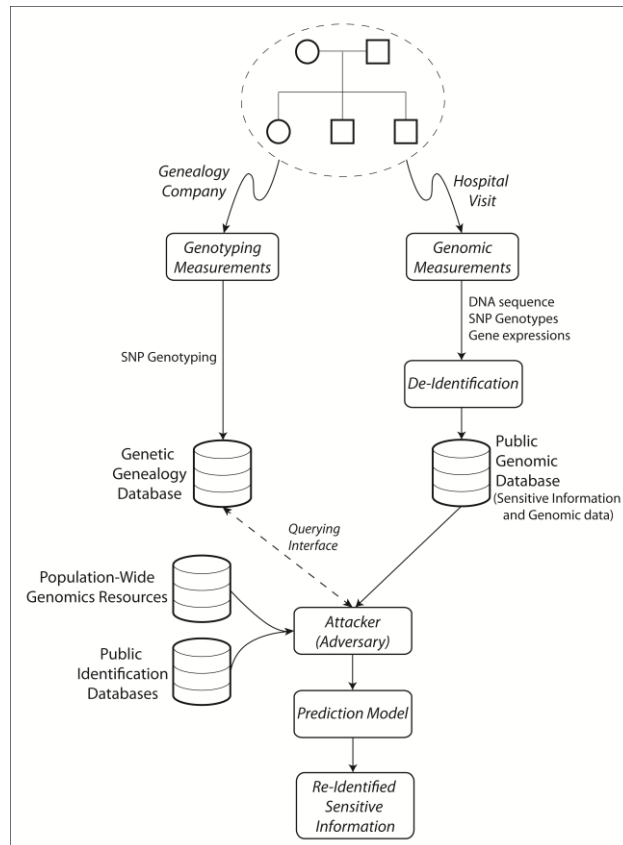 Genealogy
Company
Hospital
Visit
Genotyping
Measurements
Genomic
Measurements
DNA sequence
SNP Genotypes
Gene expressions
SNP Genotyping
De-Identification
Genetic
Genealogy
Database
Public
Genomic
Database
(Sensitive Information
and Genomic data)
Querying
Interface
Population-Wide
Genomics Resources
Attacker
(Adversary)
Public
Identification
Databases
Prediction Model
Re-Identified
Sensitive
Information